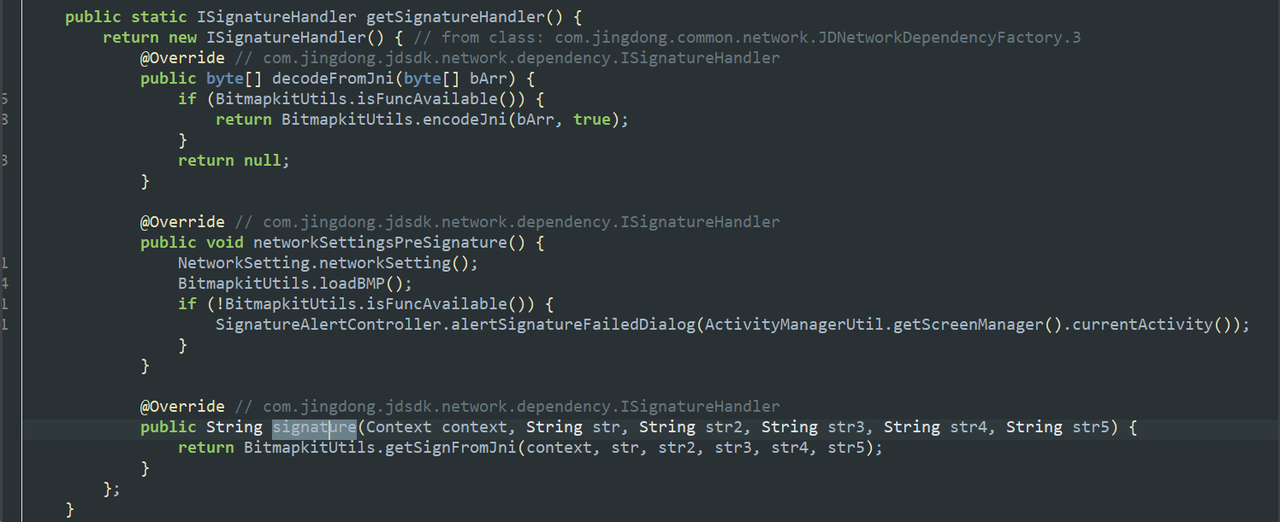 public static ISignatureHandler getSignatureHandler() {
return new ISignatureHandler() { // from class: com.jingdong.common.network.JDNetworkDependencyFactory.3
@Override // com.jingdong.jdsdk.network.dependency.ISignatureHandler
public byte[] decodeFromJni(byte[] bArr) {
5 if (BitmapkitUtils.isFuncAvailable()) {
8 return BitmapkitUtils.encodeJni(bArr, true);
}
3 return null;
}
@Override // com.jingdong.jdsdk.network.dependency.ISignatureHandler
public void networkSettingsPreSignature() {
1 NetworkSetting.networkSetting();
4 BitmapkitUtils.loadBMP();
1 if (!BitmapkitUtils.isFuncAvailable()) {
1 SignatureAlertController.alertSignatureFailedDialog(ActivityManagerUtil.getScreenManager().currentActivity());
}
}
@Override // com.jingdong.jdsdk.network.dependency.ISignatureHandler
public String signature(Context context, String str, String str2, String str3, String str4, String str5) {
return BitmapkitUtils.getSignFromJni(context, str, str2, str3, str4, str5);
}
};
}